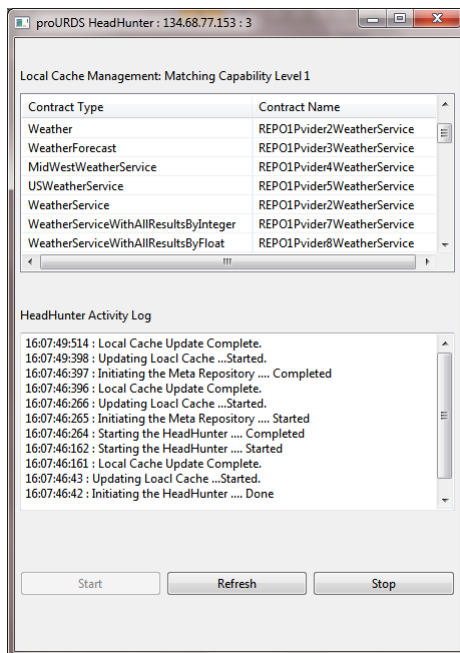 proURDS HeadHunter : 134.68.77.153 : 3
Local Cache Management: Matching Capability Level 1
Contract Type Contract Name
Weather REPO1Pvider2WeatherService
WeatherForecast REPO1Pvider3WeatherService
MidWestWeatherService REPO1Pvider4WeatherService
USWeatherService REPO1Pvider5WeatherService
WeatherService REPO1Pvider2WeatherService
WeatherServiceWithAllResultsByInteger REPO1Pvider7WeatherService
WeatherServiceWithAllResultsByFloat REPO1Pvider8WeatherService
HeadHunter Activity Log
16:07:49:514 : Local Cache Update Complete.
16:07:49:398 : Updating Loacl Cache ...Started.
16:07:46:397 : Initiating the Meta Repository .... Completed
16:07:46:396 : Local Cache Update Complete.
16:07:46:266 : Updating Loacl Cache ...Started.
16:07:46:265 : Initiating the Meta Repository .... Started
16:07:46:264 : Starting the HeadHunter .... Completed
16:07:46:162 : Starting the HeadHunter .... Started
16:07:46:161 : Local Cache Update Complete.
16:07:46:43 : Updating Loacl Cache ...Started.
16:07:46:42 : Initiating the HeadHunter .... Done
Start Refresh Stop